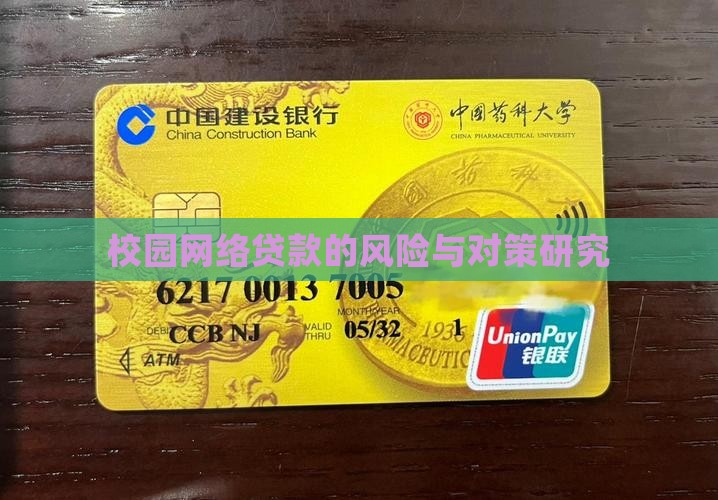 中国建设银行
China Construction Bank
中国药科大学
CHINA PHARMACEUTICAL UNIVERSITY
校园网络贷款的风险与对策研究
6217 0013 7005
MONTH/YEAR
CCB NJ
VALID
THRU
05/32
1
ATM
1936
UnionPay
银联